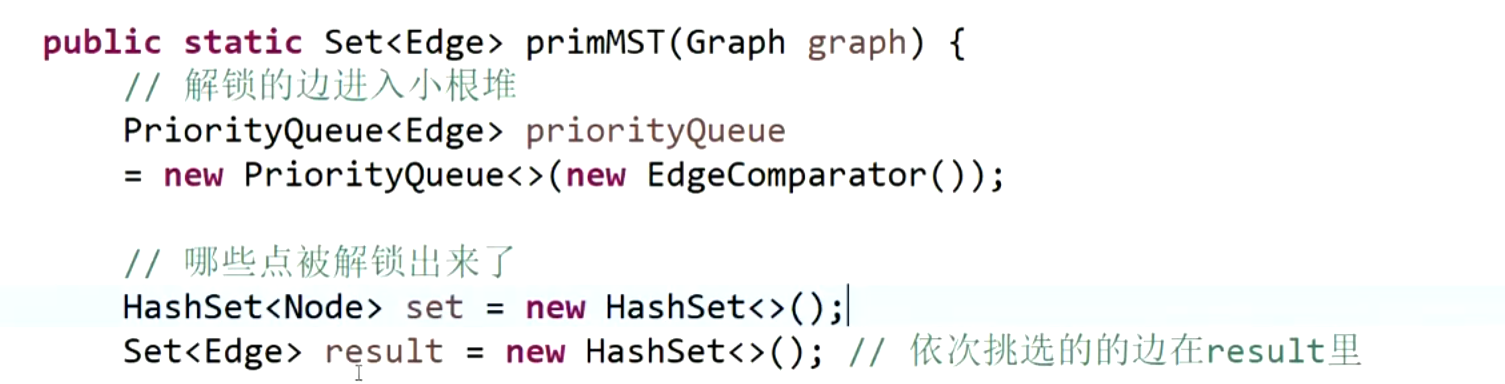 public static Set<Edge> primMST(Graph graph) {
// 解锁的边进入小根堆
PriorityQueue<Edge> priorityQueue
= new PriorityQueue<>(new EdgeComparator());
// 哪些点被解锁出来了
HashSet<Node> set = new HashSet<>();
Set<Edge> result = new HashSet<>(); // 依次挑选的的边在result里